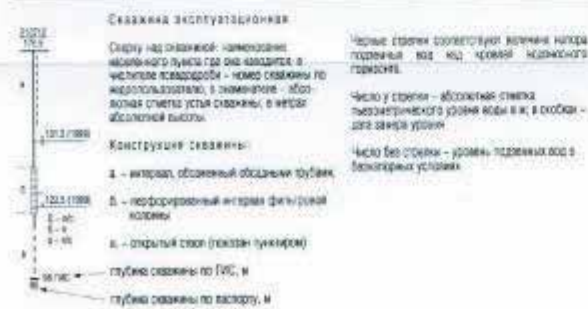 Скважина эксплуатационная
Сверху над скважиной: наименование
населенного пункта где она находится, в
числителе псевдодроби - номер скважины по
недропользователю, в знаменателе - абсо-
лютная отметка устья скважины, в метрах
абсолютной высоты.
Конструкция скважины:
а - интервал, обсаженный обсадными трубами,
б - перфорированный интервал фильтровой
колонны
в - открытый ствол (показан пунктиром)
глубина скважины по ГИС, м
глубина скважины по паспорту, м
Черные стрелки соответствуют величине напора
подземных вод над кровлей водоносного
горизонта.
Число у стрелки - абсолютная отметка
пьезометрического уровня воды в м; в скобках -
дата замера уровня
Число без стрелки - уровень подземных вод в
безнапорных условиях